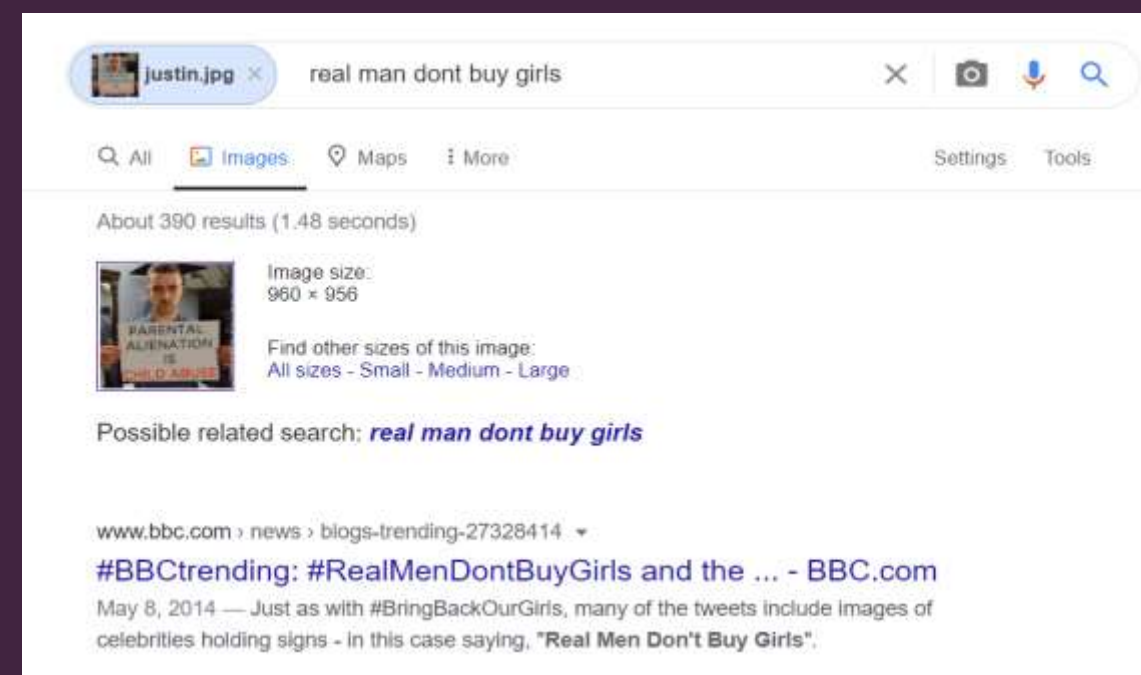 justin.jpg × real man dont buy girls
All Images Maps More Settings Tools
About 390 results (1.48 seconds)
Image size:
960 × 956
Find other sizes of this image:
All sizes - Small - Medium - Large
PARENTAL
ALIENATION
IS
CHILD ABUSE
Possible related search: real man dont buy girls
www.bbc.com › news › blogs-trending-27328414
#BBCtrending: #RealMenDontBuyGirls and the ... - BBC.com
May 8, 2014 — Just as with #BringBackOurGirls, many of the tweets include images of
celebrities holding signs - in this case saying, "Real Men Don't Buy Girls".